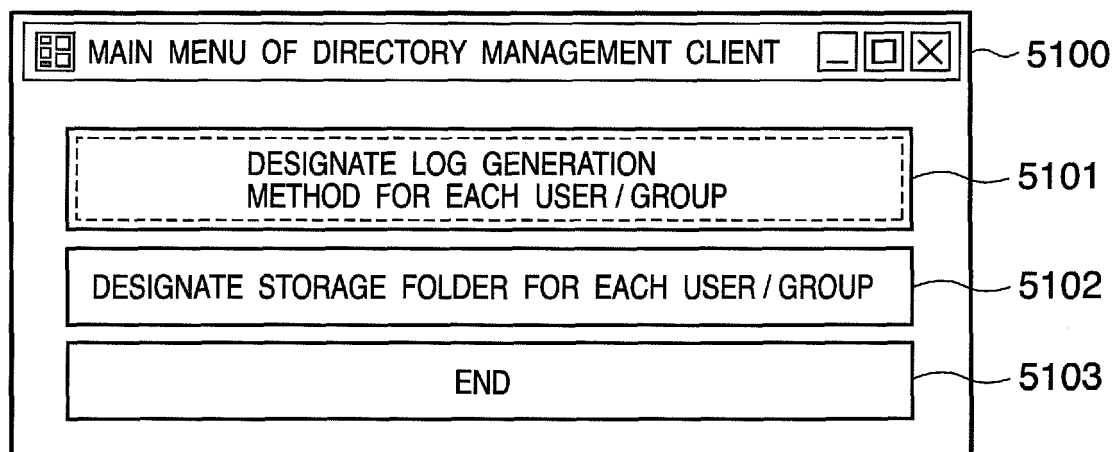 MAIN MENU OF DIRECTORY MANAGEMENT CLIENT
5100
DESIGNATE LOG GENERATION
METHOD FOR EACH USER / GROUP
5101
DESIGNATE STORAGE FOLDER FOR EACH USER / GROUP
5102
END
5103